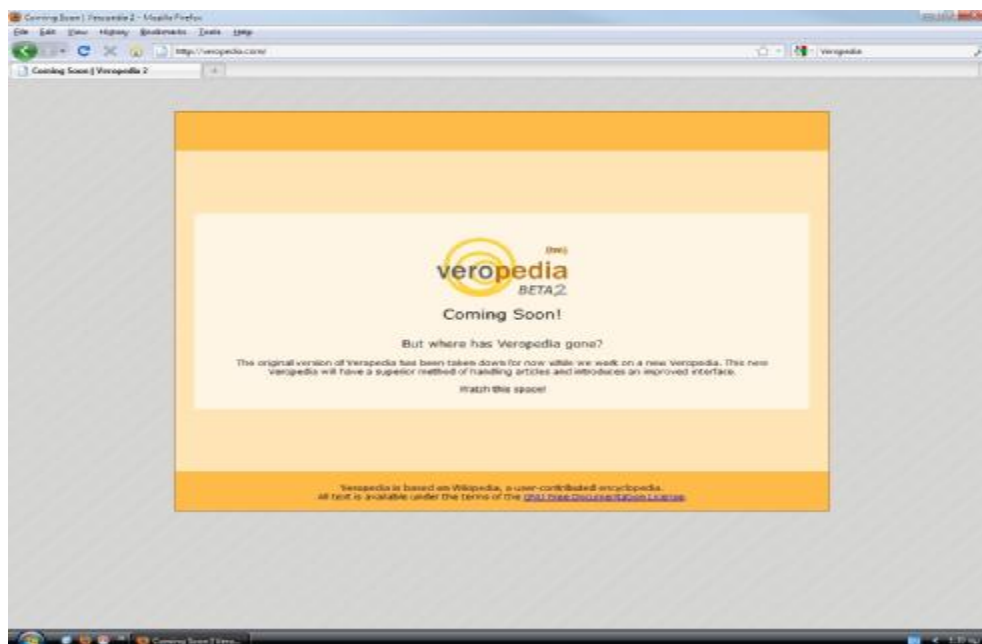 Coming Soon | Veropedia 2 - Mozilla Firefox
File Edit View History Bookmarks Tools Help
http://veropedia.com/
veropedia
Coming Soon | Veropedia 2
veropedia
BETA2
Coming Soon!
But where has Veropedia gone?
The original version of Veropedia has been taken down for now while we work on a new Veropedia. This new
Veropedia will have a superior method of handling articles and introduces an improved interface.
Watch this space!
Veropedia is based on Wikipedia, a user-contributed encyclopedia.
All text is available under the terms of the GNU Free Documentation License.
Coming Soon | Vero...